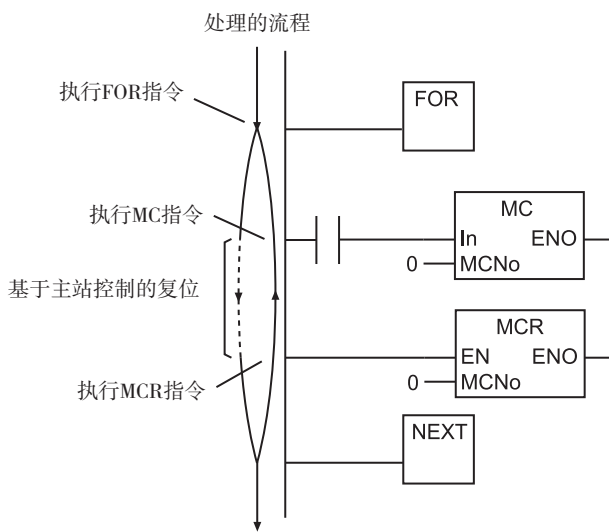 处理的流程
执行FOR指令
FOR
执行MC指令
MC
In ENO
0 MCNo
基于主站控制的复位
MCR
EN ENO
0 MCNo
执行MCR指令
NEXT